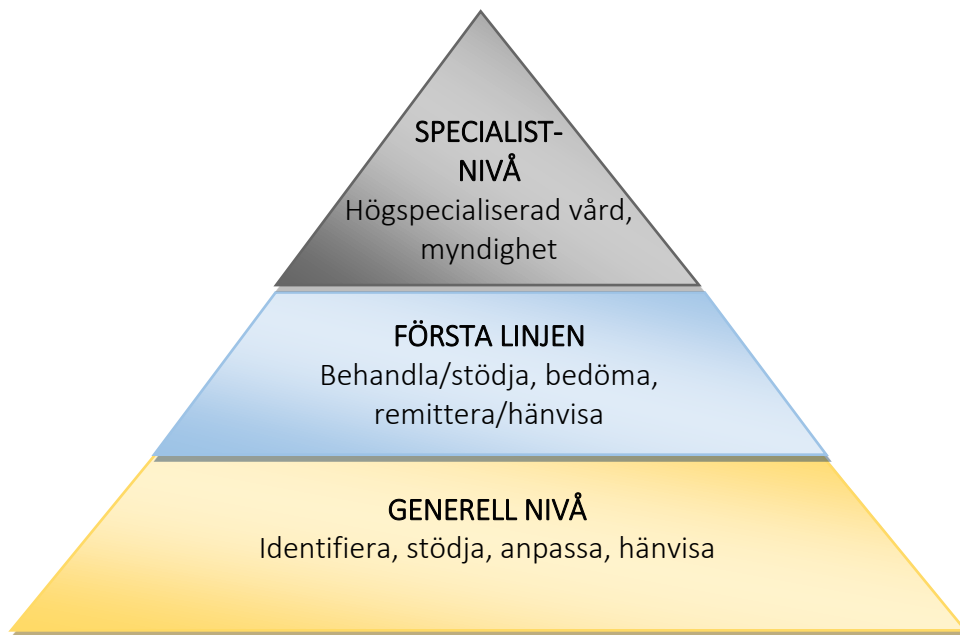 SPECIALIST-
NIVÅ
Högspecialiserad vård,
myndighet
FÖRSTA LINJEN
Behandla/stödja, bedöma,
remittera/hänvisa
GENERELL NIVÅ
Identifiera, stödja, anpassa, hänvisa